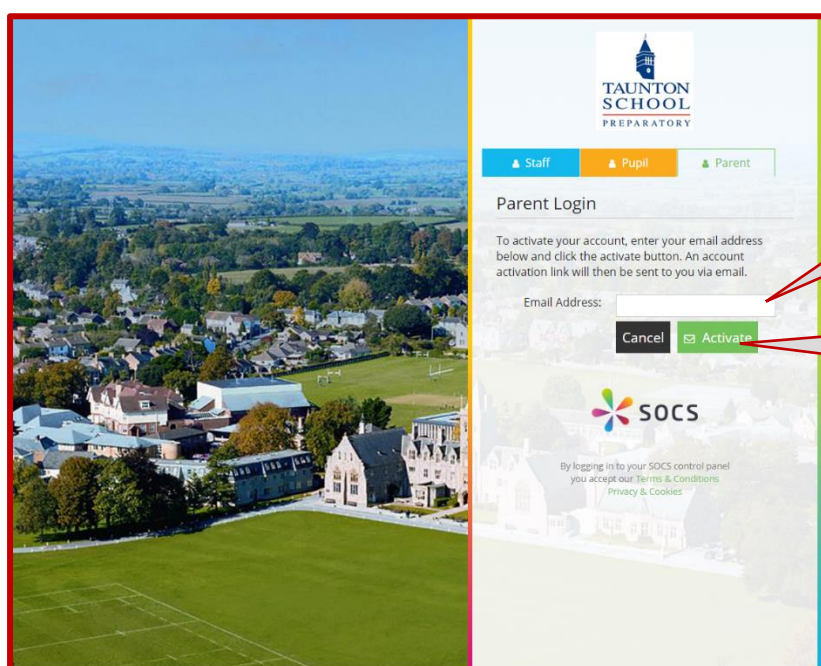 TAUNTON
SCHOOL
PREPARATORY
Staff
Pupil
Parent
Parent Login
To activate your account, enter your email address
below and click the activate button. An account
activation link will then be sent to you via email.
Email Address:
Cancel
Activate
SOCS
By logging in to your SOCS control panel
you accept our Terms & Conditions
Privacy & Cookies